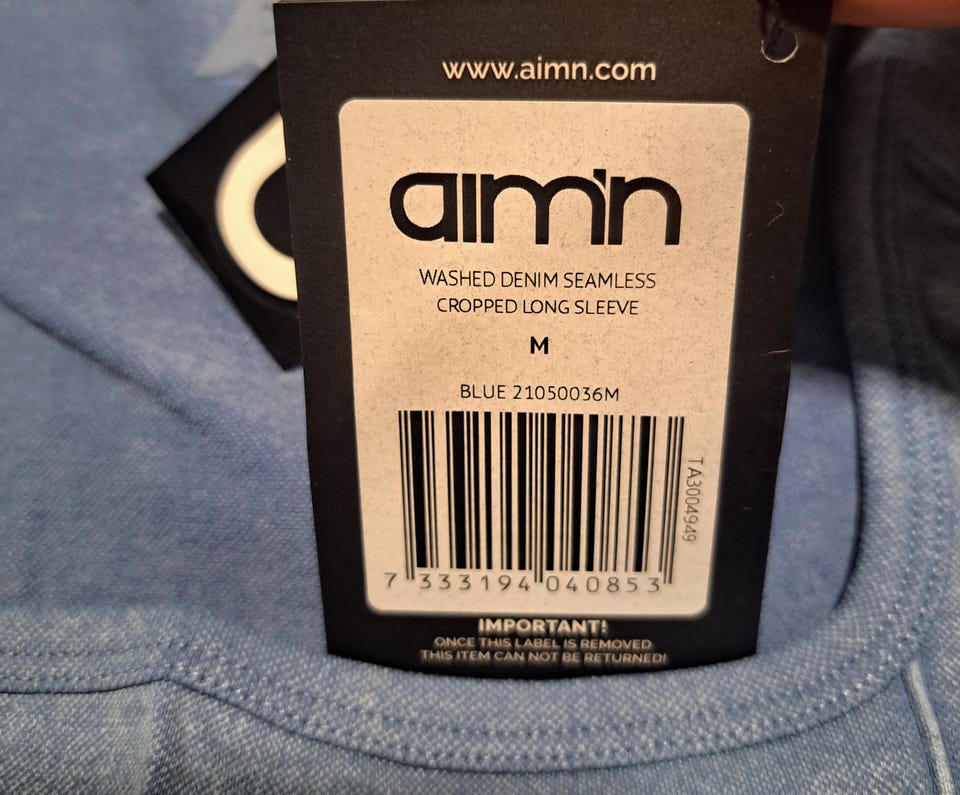 www.aimn.com
aim'n
WASHED DENIM SEAMLESS
CROPPED LONG SLEEVE
M
BLUE 21050036M
TA3004949
7 333194 040853
IMPORTANT!
ONCE THIS LABEL IS REMOVED
THIS ITEM CAN NOT BE RETURNED!